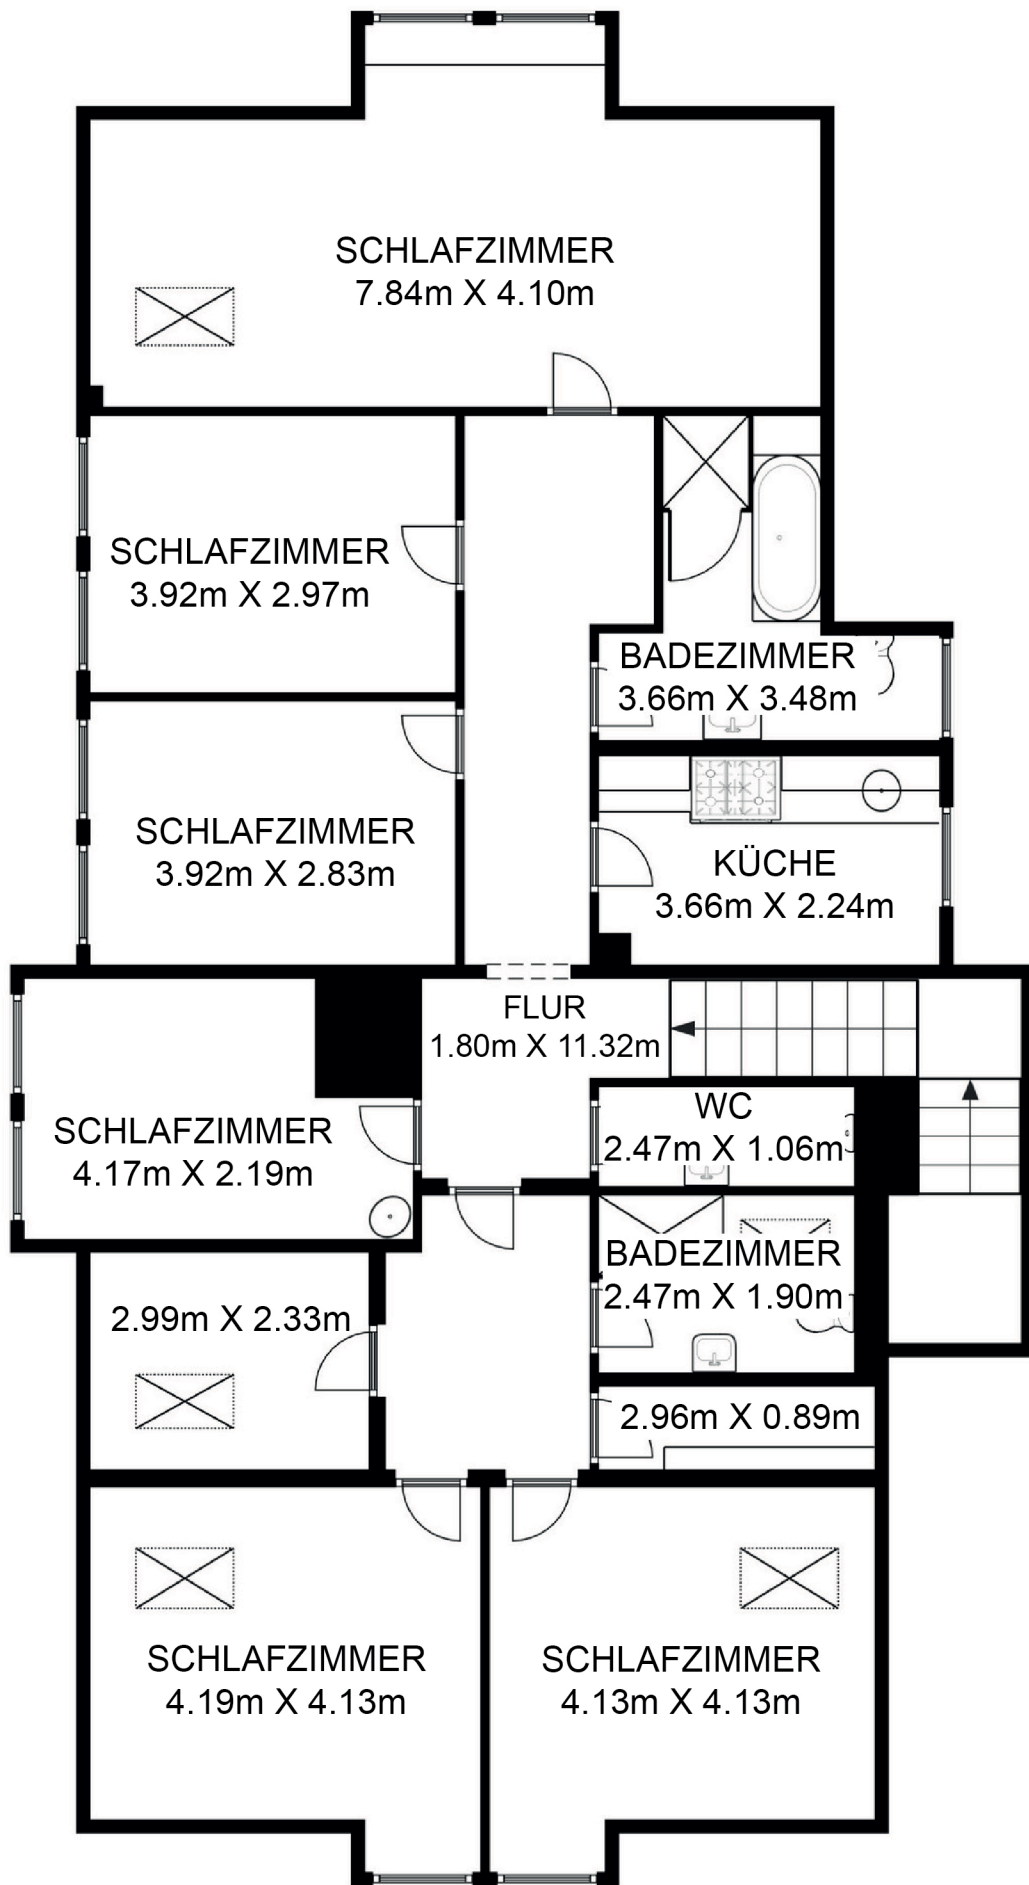 SCHLAFZIMMER
7.84m X 4.10m
SCHLAFZIMMER
3.92m X 2.97m
BADEZIMMER
3.66m X 3.48m
SCHLAFZIMMER
3.92m X 2.83m
KÜCHE
3.66m X 2.24m
FLUR
1.80m X 11.32m
SCHLAFZIMMER
4.17m X 2.19m
WC
2.47m X 1.06m
BADEZIMMER
2.47m X 1.90m
2.99m X 2.33m
2.96m X 0.89m
SCHLAFZIMMER
4.19m X 4.13m
SCHLAFZIMMER
4.13m X 4.13m